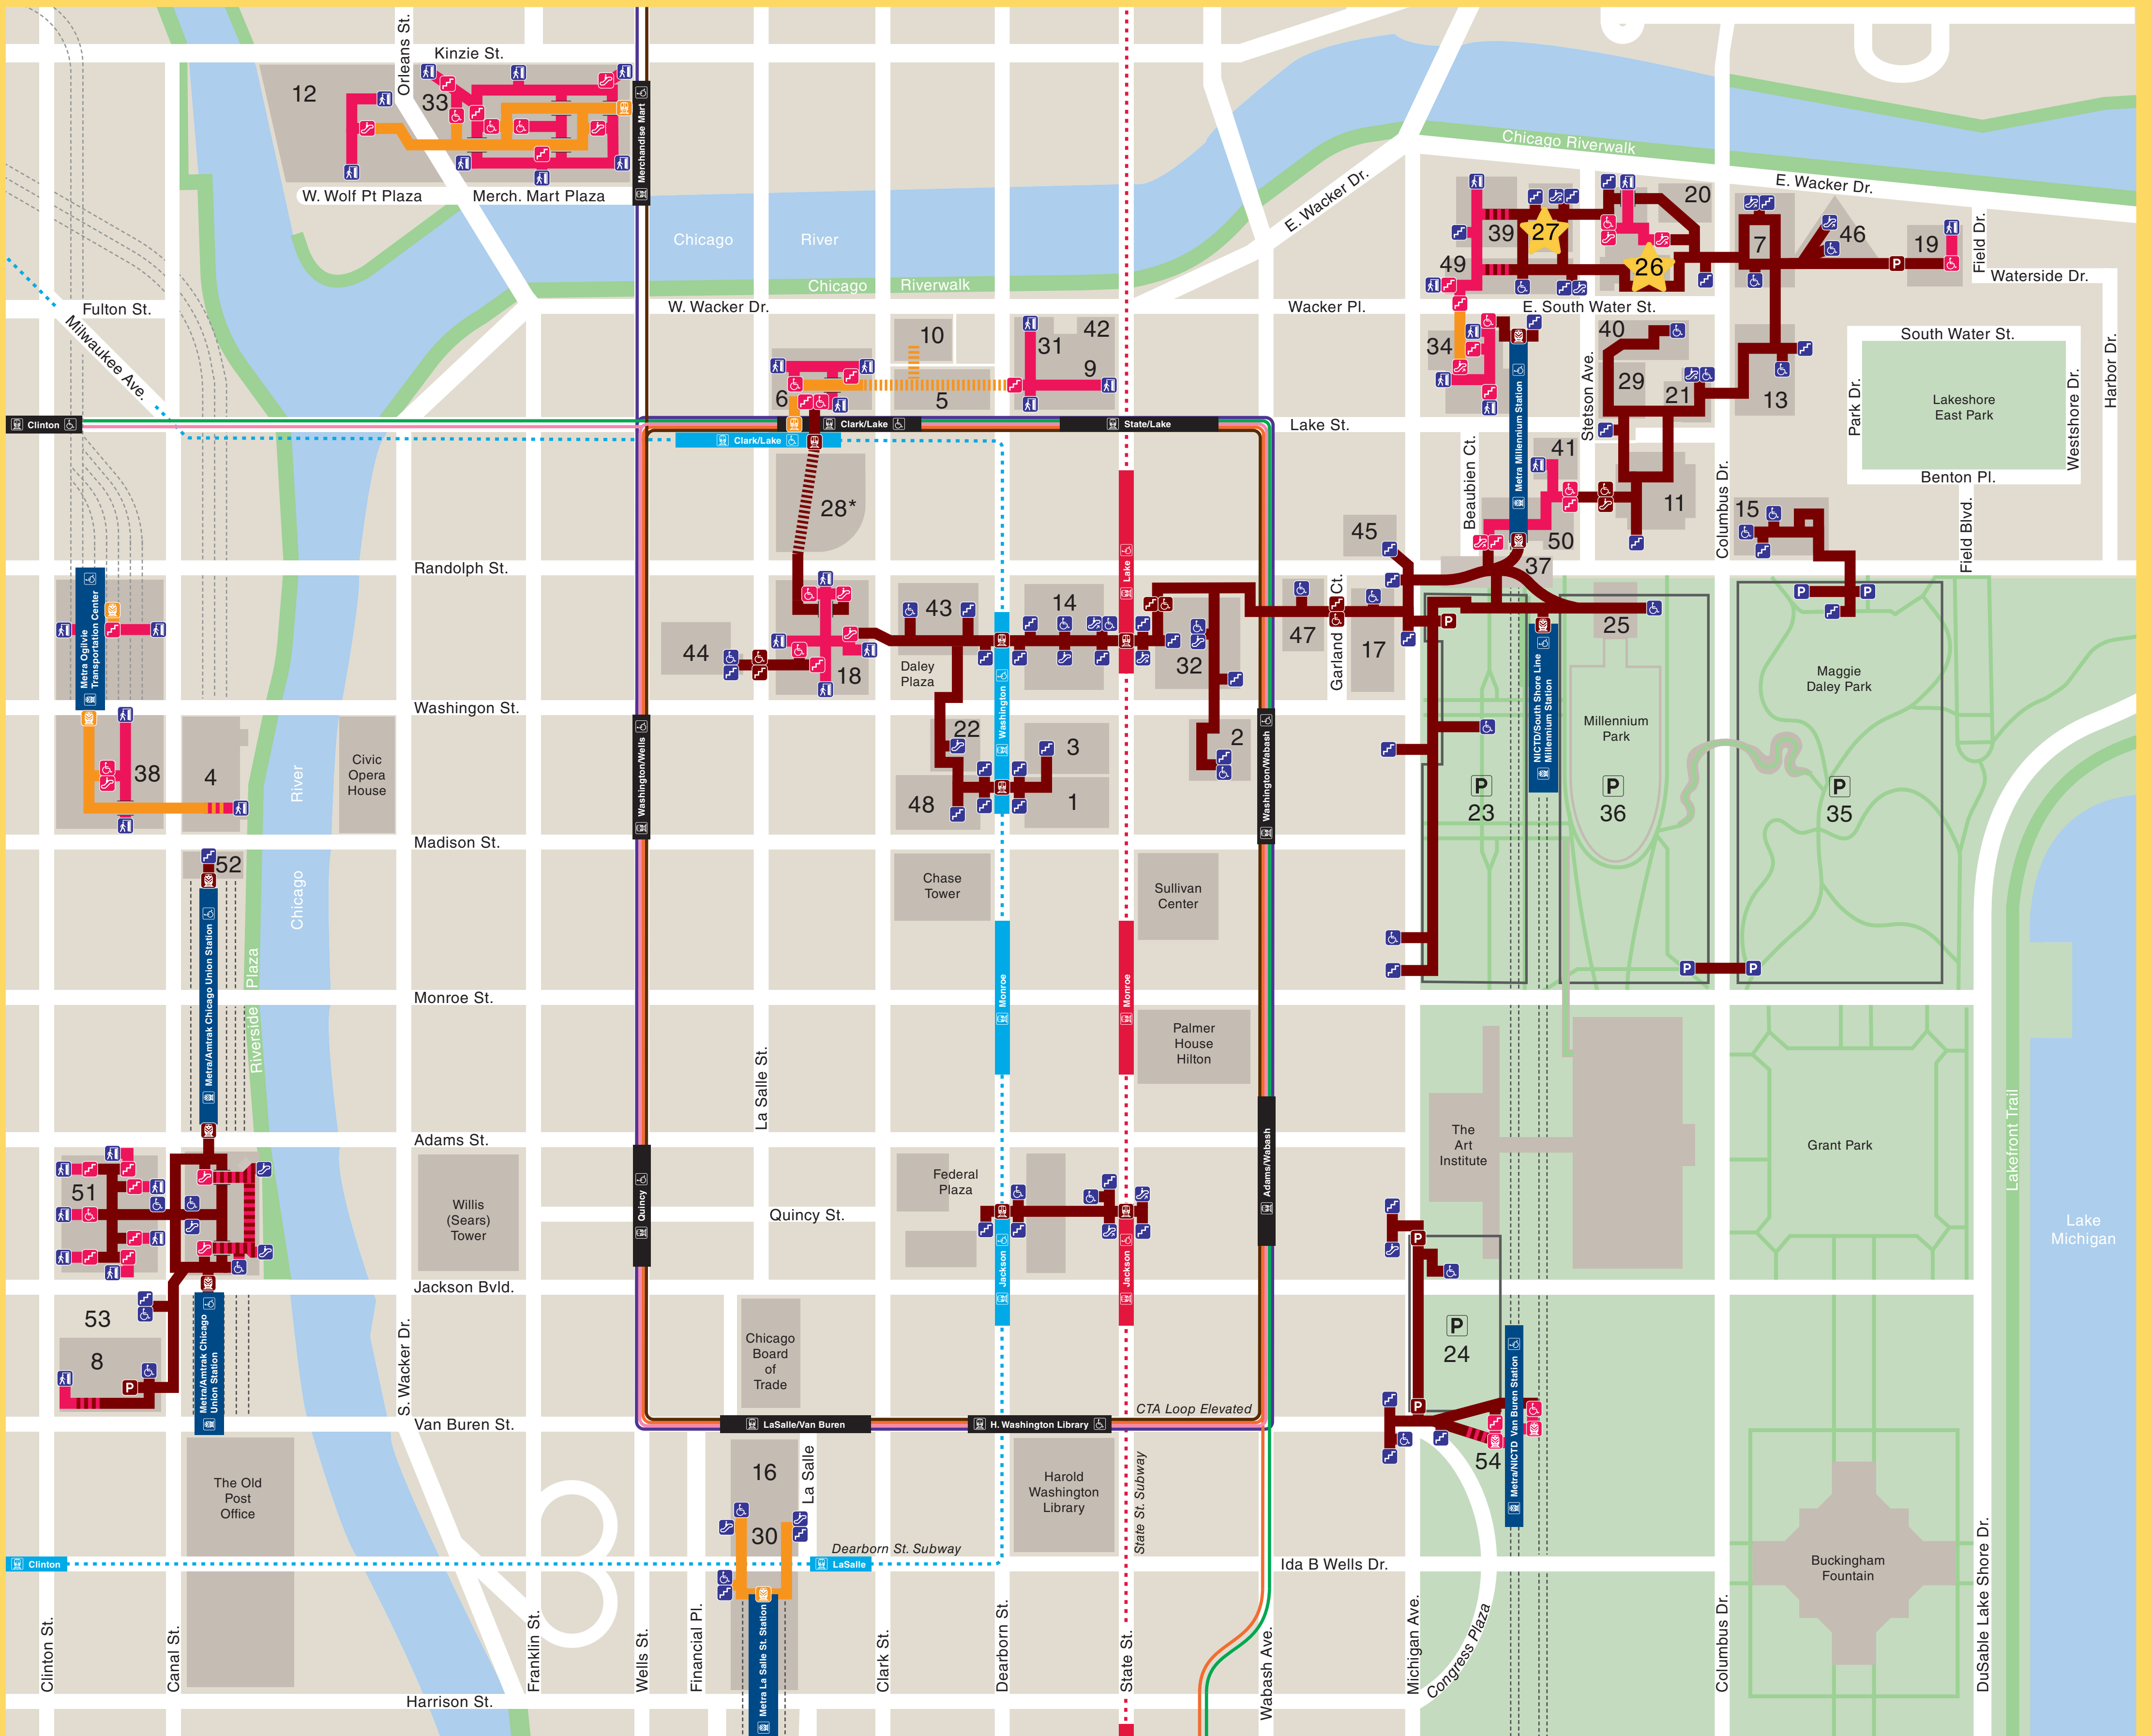 Kinzie St.
Orleans St.
12
33
Merchandise Mart
W. Wolf Pt Plaza
Merch. Mart Plaza
Chicago
River
Chicago
Riverwalk
W. Wacker Dr.
E. Wacker Dr.
Chicago Riverwalk
E. Wacker Dr.
Wacker Pl.
E. South Water St.
Waterside Dr.
Field Dr.
20
39
27
49
26
7
46
19
P
Fulton St.
Milwaukee Ave.
10
42
31
9
6
5
34
40
29
21
13
Stetson Ave.
South Water St.
Park Dr.
Lakeshore
East Park
Westshore Dr.
Harbor Dr.
Benton Pl.
Clinton
Clark/Lake
Clark/Lake
State/Lake
Lake St.
Beaubien Ct.
Metra Millennium Station
41
11
50
Columbus Dr.
15
Field Blvd.
28*
45
37
Lake
Randolph St.
Metra Ogilvie
Transportation Center
43
14
44
18
Daley
Plaza
32
47
Garland Ct.
17
P
25
P
P
Washington
Washingon St.
22
3
2
48
1
Washington/Wells
Washington/Wabash
NICTD/South Shore Line
Millennium Station
Millennium
Park
Maggie
Daley Park
P
23
P
36
P
35
38
4
Civic
Opera
House
River
Madison St.
52
Chicago
Metra/Amtrak Chicago Union Station
Riverside Plaza
Chase
Tower
Sullivan
Center
Monroe
Monroe
P
P
Monroe St.
Palmer
House
Hilton
La Salle St.
Adams/Wabash
The
Art
Institute
Grant Park
Lakefront Trail
Lake
Michigan
Adams St.
51
Willis
(Sears)
Tower
Quincy
Quincy St.
Federal
Plaza
Jackson
Jackson
Jackson Bvld.
53
8
P
Metra/Amtrak Chicago
Union Station
S. Wacker Dr.
Chicago
Board
of
Trade
P
P
24
P
CTA Loop Elevated
Van Buren St.
LaSalle/Van Buren
H. Washington Library
Metra/NICTD Van Buren Station
54
The Old
Post
Office
16
La Salle
30
Harold
Washington
Library
State St. Subway
Dearborn St. Subway
Clinton
LaSalle
Ida B Wells Dr.
Buckingham
Fountain
Clinton St.
Canal St.
Franklin St.
Wells St.
Financial Pl.
Metra La Salle St. Station
Clark St.
Dearborn St.
State St.
Wabash Ave.
Michigan Ave.
Congress Plaza
Columbus Dr.
DuSable Lake Shore Dr.
Harrison St.